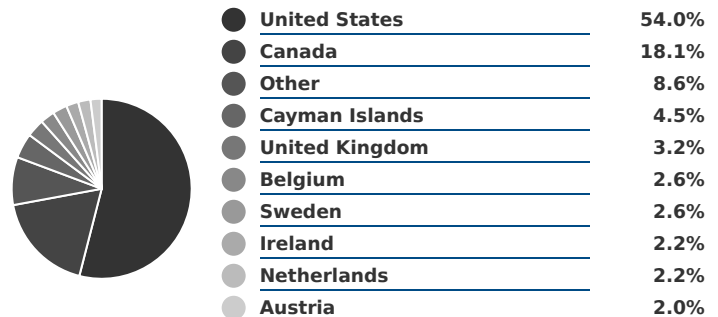 United States 54.0%
Canada 18.1%
Other 8.6%
Cayman Islands 4.5%
United Kingdom 3.2%
Belgium 2.6%
Sweden 2.6%
Ireland 2.2%
Netherlands 2.2%
Austria 2.0%